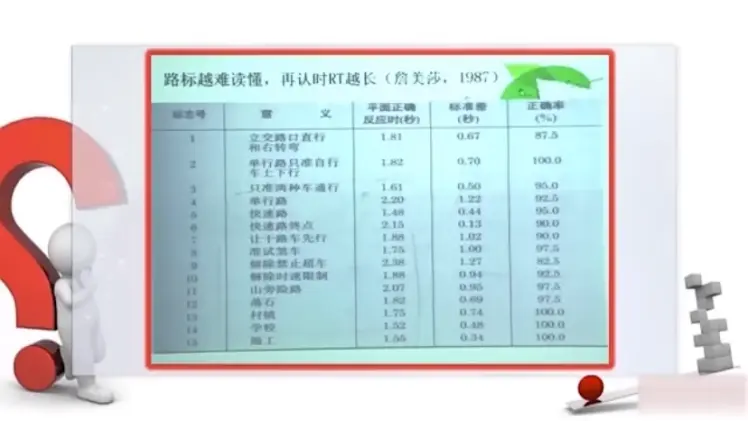 路标越难读懂，再认时RT越长（詹美莎，1987）
标志号 意 义 平面正确反应时(秒) 标准差(秒) 正确率(%)
1 立交路口直行和右转弯 1.81 0.67 87.5
2 单行路只准自行车上下行 1.82 0.70 100.0
3 只准两种车通行 1.61 0.50 95.0
4 单行路 2.20 1.22 92.5
5 快速路 1.48 0.44 95.0
6 快速路终点 2.15 0.13 90.0
7 让干路车先行 1.88 1.02 90.0
8 准试驾车 1.75 1.00 97.5
9 解除禁止超车 2.38 1.27 82.5
10 解除时速限制 1.88 0.94 92.5
11 山旁险路 2.07 0.95 97.5
12 落石 1.82 0.69 97.5
13 村镇 1.75 0.74 100.0
14 学校 1.52 0.48 100.0
15 施工 1.55 0.34 100.0